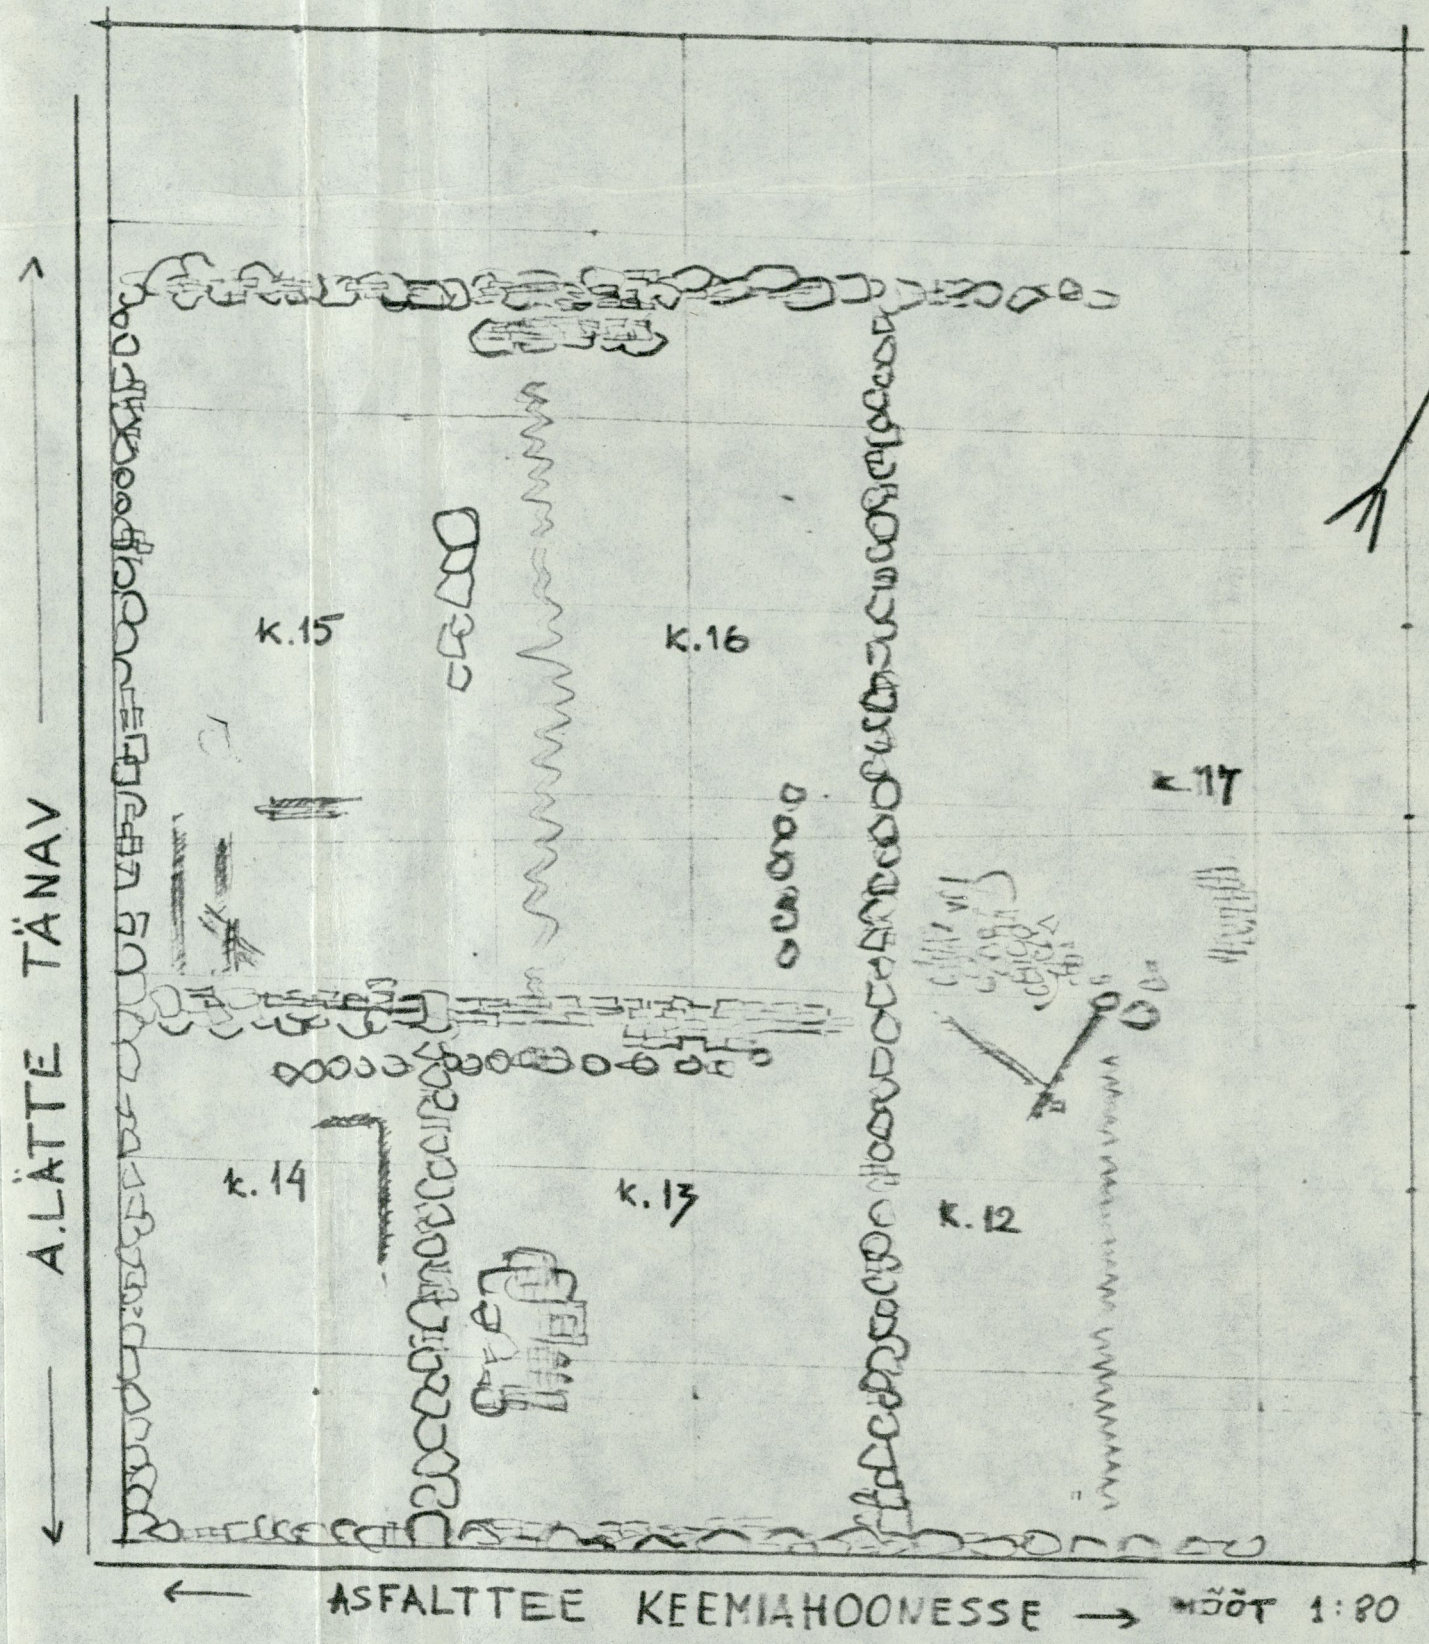 K.15
K.16
K.17
K.14
K.13
K.12
A.LÄTTE TÄNAV
ASFALTTEE KEEMIAHOONESSE
MÕÕT 1:80